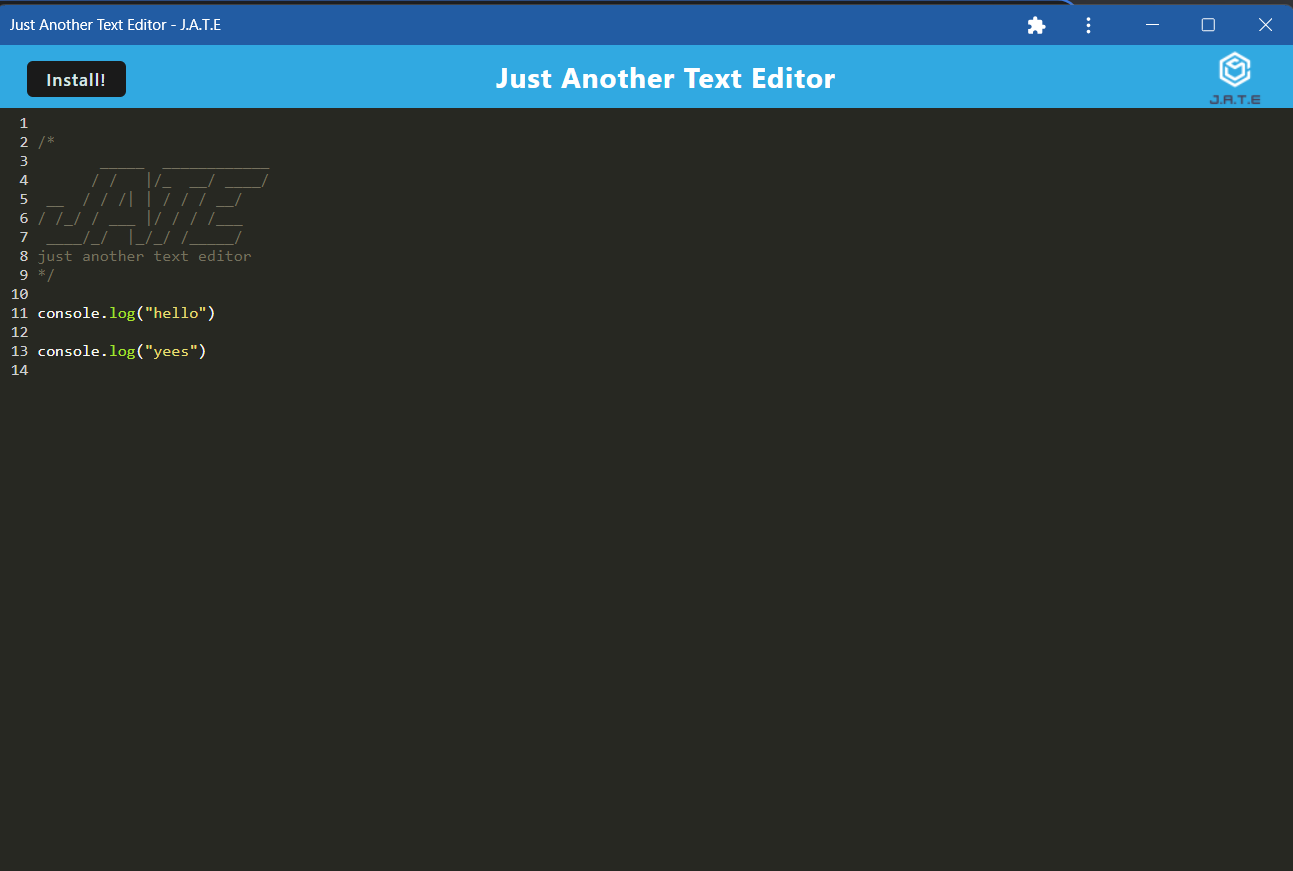 Just Another Text Editor - J.A.T.E
Install!
Just Another Text Editor
J.A.T.E
1
2 /*
3        _____  ____________
4       / /   |/_  __/ ____/
5  __  / / /| | / / / __/
6 / /_/ / ___ |/ / / /___
7  ____/_/  |_/_/ /_____/
8 just another text editor
9 */
10
11 console.log("hello")
12
13 console.log("yees")
14